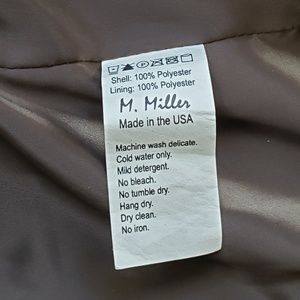 Shell: 100% Polyester
Lining: 100% Polyester
M. Miller
Made in the USA
Machine wash delicate.
Cold water only.
Mild detergent.
No bleach.
No tumble dry.
Hang dry.
Dry clean.
No iron.